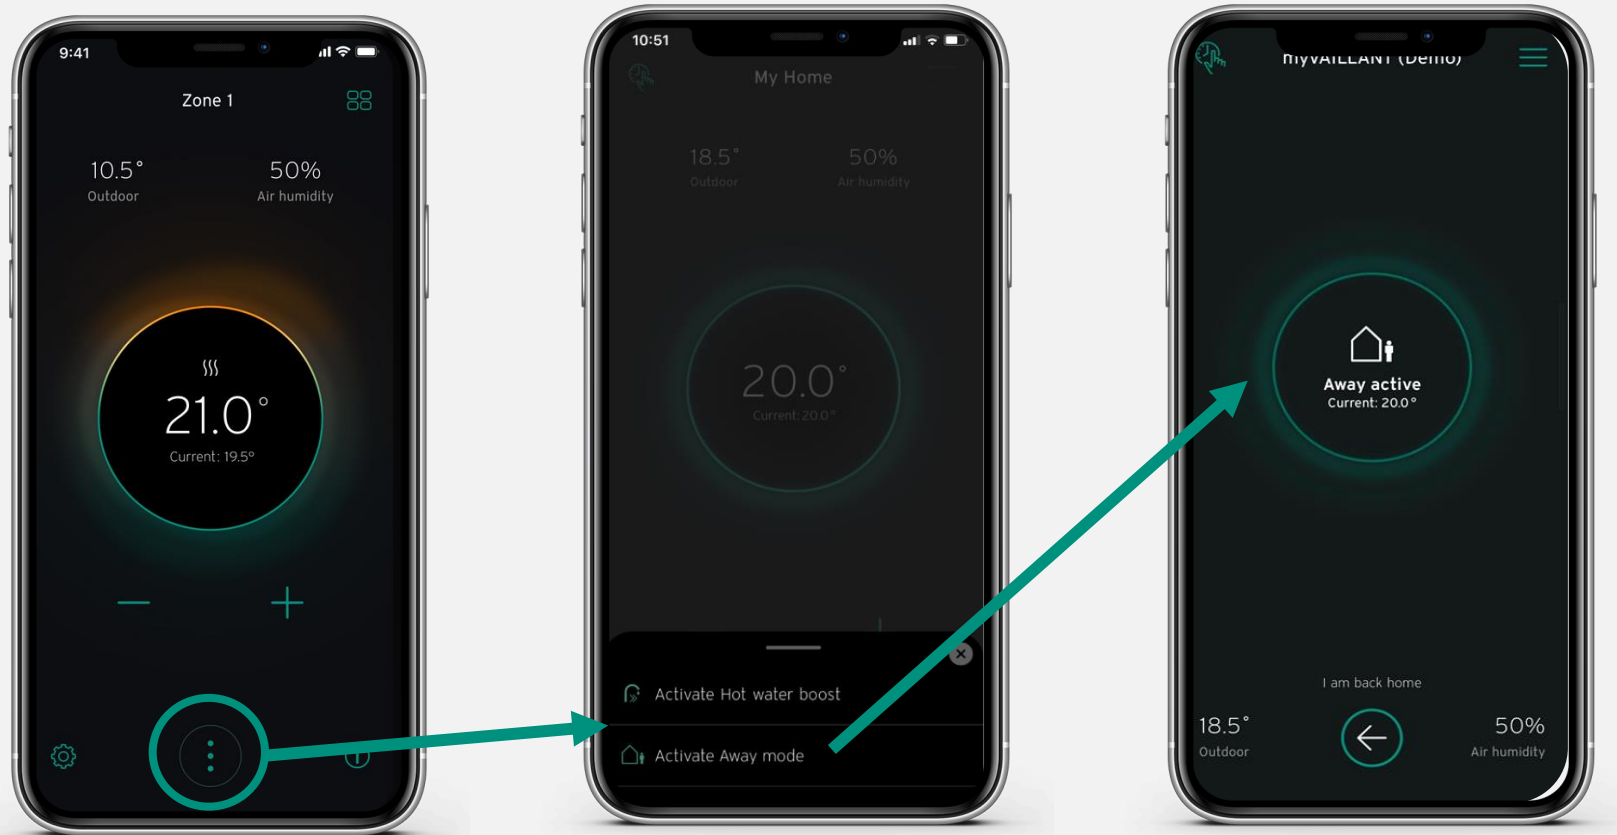 9:41
Zone 1
10.5°
50%
Outdoor
Air humidity
21.0°
Current: 19.5°
10:51
My Home
18.5°
50%
Outdoor
Air humidity
20.0°
Current: 20.0°
Activate Hot water boost
Activate Away mode
myVAILLANT (Demo)
Away active
Current: 20.0°
I am back home
18.5°
50%
Outdoor
Air humidity